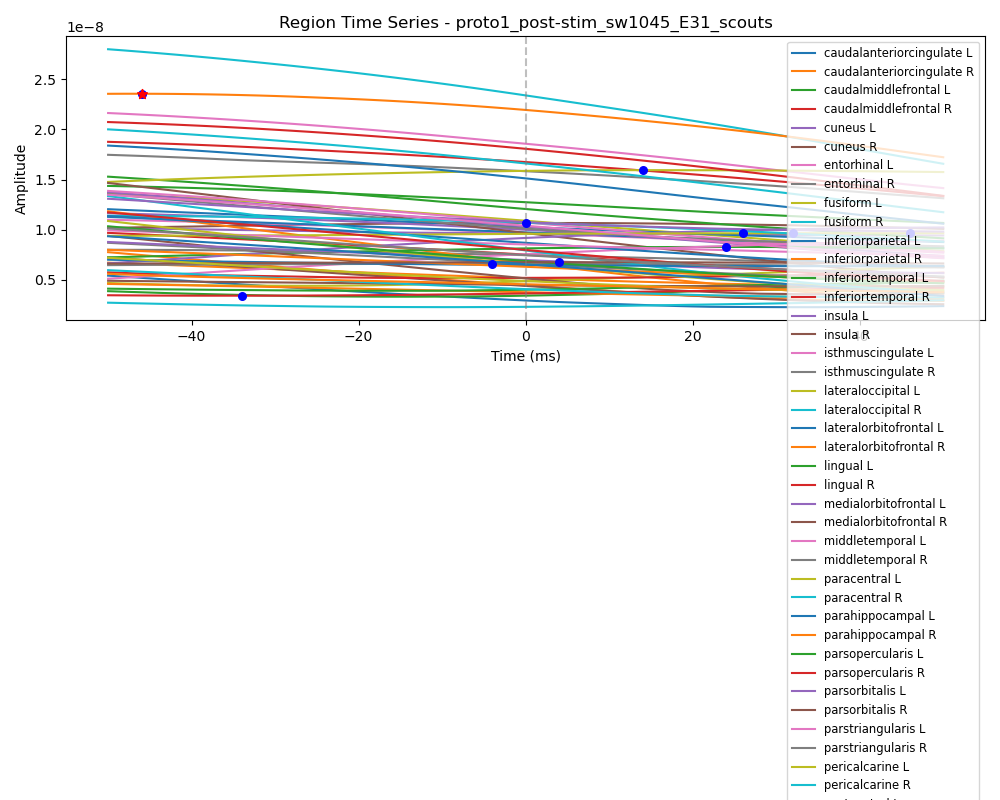 Region Time Series - proto1_post-stim_sw1045_E31_scouts
1e−8
2.5
2.0
1.5
1.0
0.5
Amplitude
−40
−20
0
20
Time (ms)
caudalanteriorcingulate L
caudalanteriorcingulate R
caudalmiddlefrontal L
caudalmiddlefrontal R
cuneus L
cuneus R
entorhinal L
entorhinal R
fusiform L
fusiform R
inferiorparietal L
inferiorparietal R
inferiortemporal L
inferiortemporal R
insula L
insula R
isthmuscingulate L
isthmuscingulate R
lateraloccipital L
lateraloccipital R
lateralorbitofrontal L
lateralorbitofrontal R
lingual L
lingual R
medialorbitofrontal L
medialorbitofrontal R
middletemporal L
middletemporal R
paracentral L
paracentral R
parahippocampal L
parahippocampal R
parsopercularis L
parsopercularis R
parsorbitalis L
parsorbitalis R
parstriangularis L
parstriangularis R
pericalcarine L
pericalcarine R